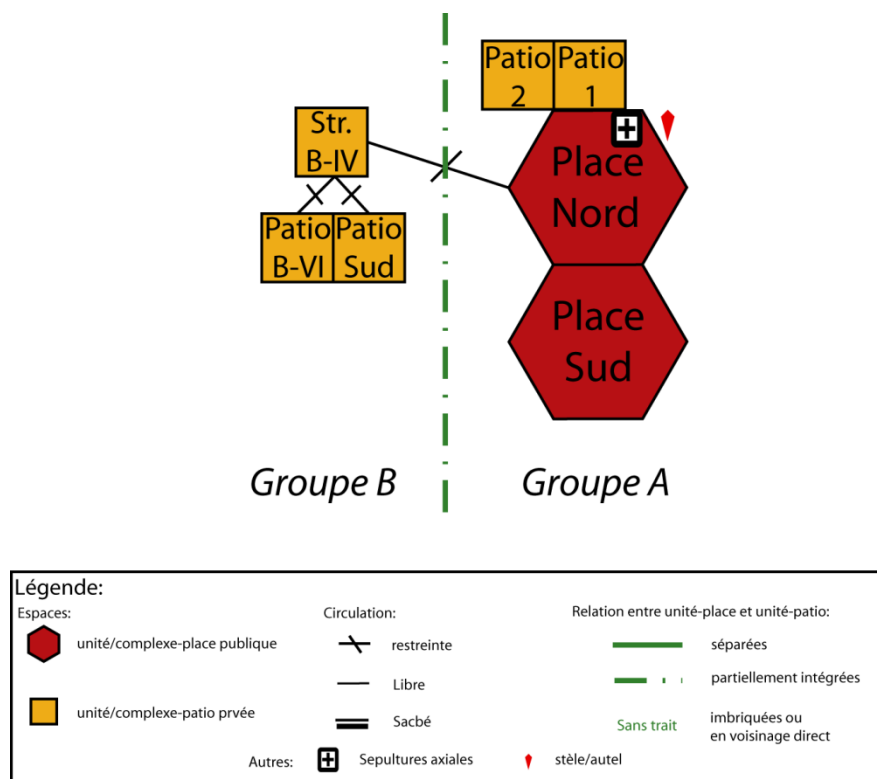 Patio
2
Patio
1
Str.
B-IV
Place
Nord
Patio
B-VI
Patio
Sud
Place
Sud
Groupe B
Groupe A
Légende:
Espaces:
Circulation:
Relation entre unité-place et unité-patio:
unité/complexe-place publique
restreinte
séparées
Libre
partiellement intégrées
unité/complexe-patio prvée
Sacbé
Sans trait
imbriquées ou
en voisinage direct
Autres:
Sepultures axiales
stèle/autel